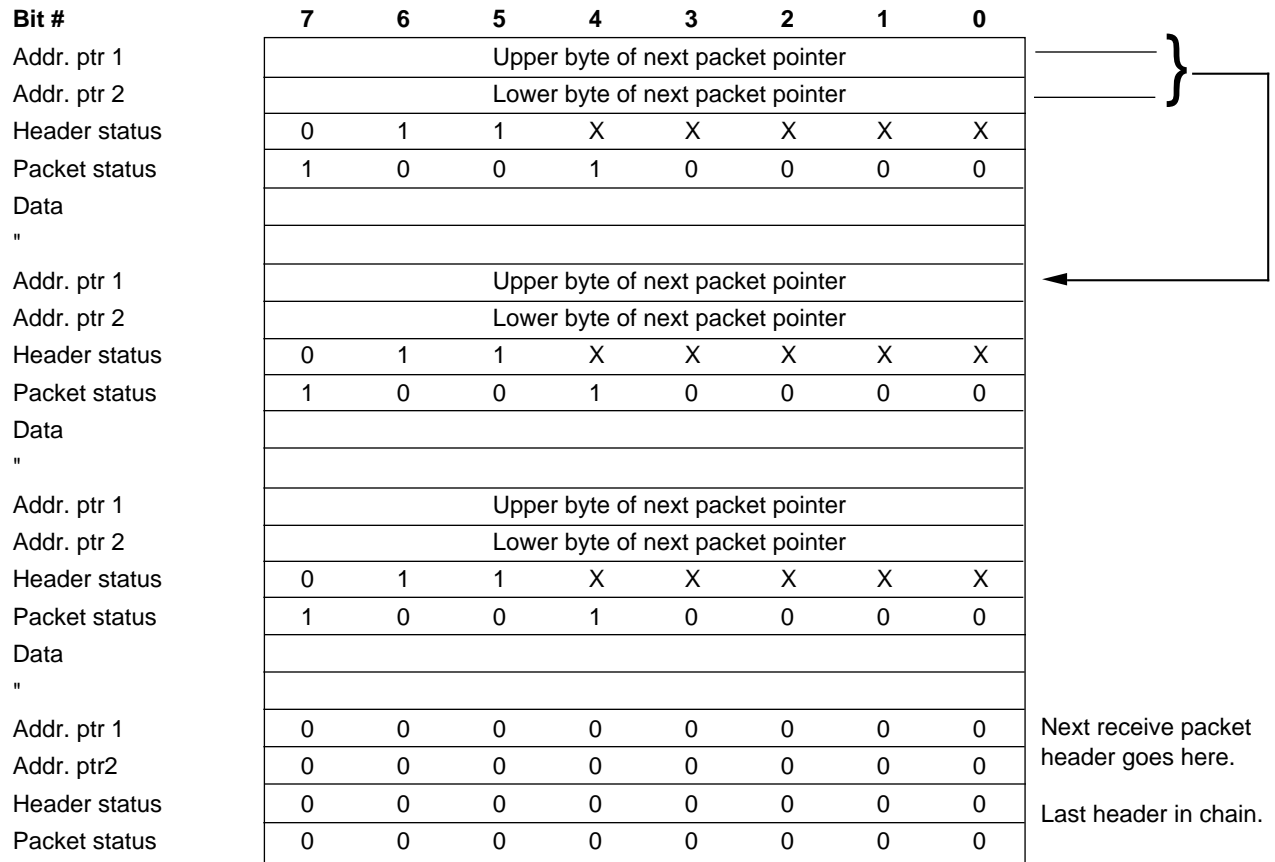 Bit # 7 6 5 4 3 2 1 0
Addr. ptr 1 Upper byte of next packet pointer
Addr. ptr 2 Lower byte of next packet pointer
Header status 0 1 1 X X X X X
Packet status 1 0 0 1 0 0 0 0
Data
"
Addr. ptr 1 Upper byte of next packet pointer
Addr. ptr 2 Lower byte of next packet pointer
Header status 0 1 1 X X X X X
Packet status 1 0 0 1 0 0 0 0
Data
"
Addr. ptr 1 Upper byte of next packet pointer
Addr. ptr 2 Lower byte of next packet pointer
Header status 0 1 1 X X X X X
Packet status 1 0 0 1 0 0 0 0
Data
"
Addr. ptr 1 0 0 0 0 0 0 0 0 Next receive packet
Addr. ptr2 0 0 0 0 0 0 0 0 header goes here.
Header status 0 0 0 0 0 0 0 0 Last header in chain.
Packet status 0 0 0 0 0 0 0 0